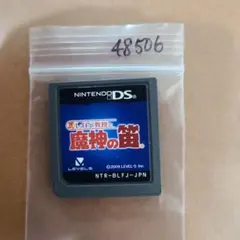 48506
NINTENDO DS
魔神の笛
LEVEL5
©2009 LEVEL-5 Inc.
NTR-BLFJ-JPN